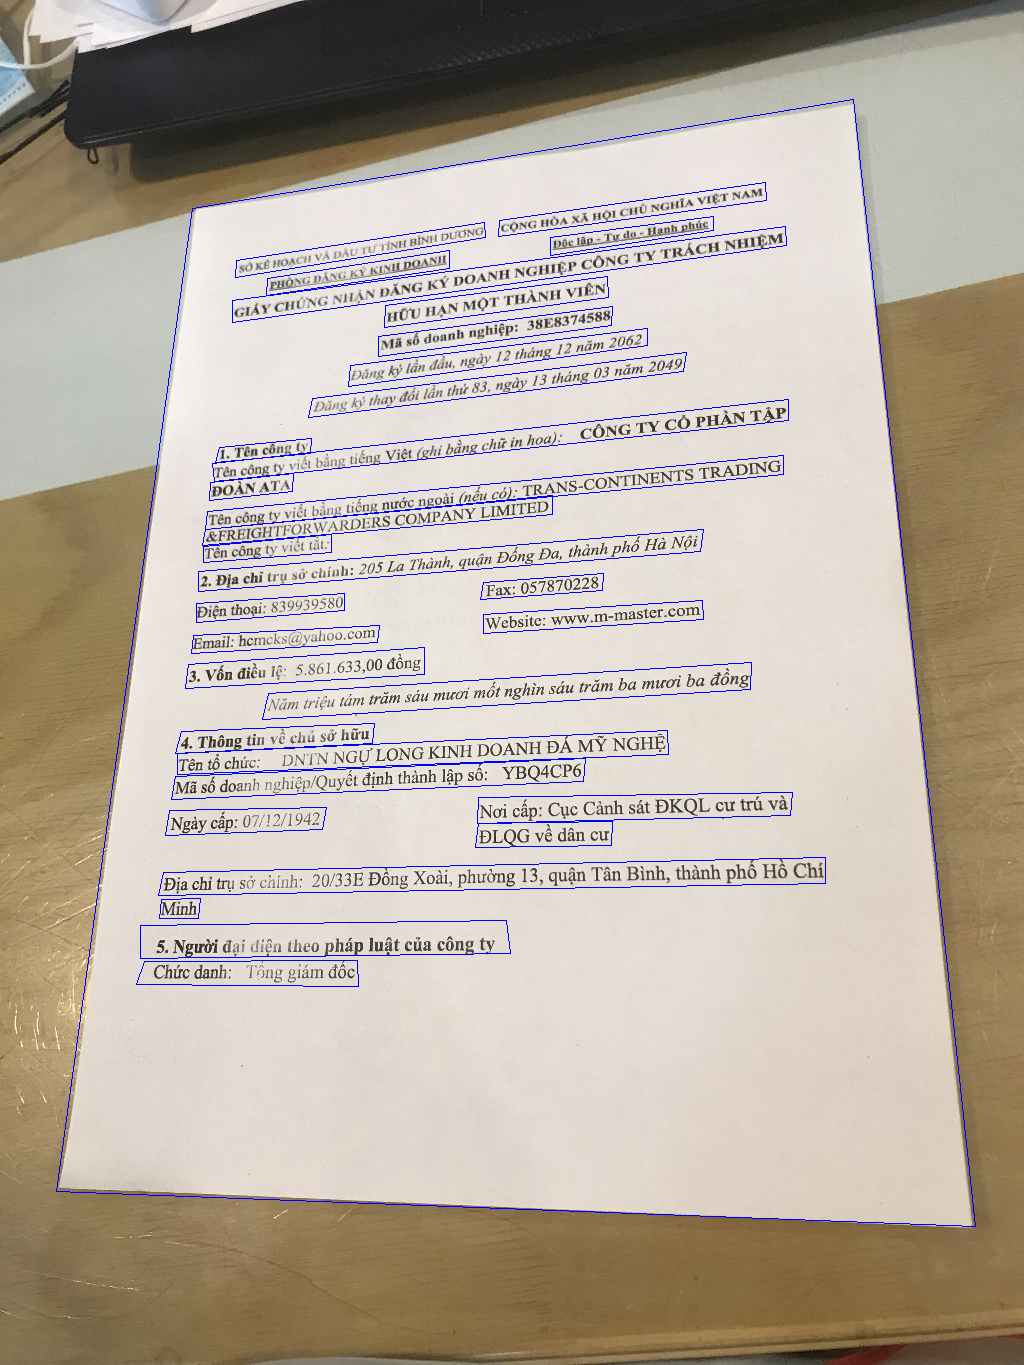 SỞ KẾ HOẠCH VÀ ĐẦU TƯ TỈNH BÌNH DƯƠNG
CỘNG HÒA XÃ HỘI CHỦ NGHĨA VIỆT NAM
PHÒNG ĐĂNG KÝ KINH DOANH
Độc lập - Tự do - Hạnh phúc
GIẤY CHỨNG NHẬN ĐĂNG KÝ DOANH NGHIỆP CÔNG TY TRÁCH NHIỆM
HỮU HẠN MỘT THÀNH VIÊN
Mã số doanh nghiệp: 38E8374588
Đăng ký lần đầu, ngày 12 tháng 12 năm 2062
Đăng ký thay đổi lần thứ 83, ngày 13 tháng 03 năm 2049
1. Tên công ty
Tên công ty viết bằng tiếng Việt (ghi bằng chữ in hoa): CÔNG TY CỔ PHẦN TẬP
ĐOÀN ATA
Tên công ty viết bằng tiếng nước ngoài (nếu có): TRANS-CONTINENTS TRADING
&FREIGHTFORWARDERS COMPANY LIMITED
Tên công ty viết tắt:
2. Địa chỉ trụ sở chính: 205 La Thành, quận Đống Đa, thành phố Hà Nội
Điện thoại: 839939580
Fax: 057870228
Email: hcmcks@yahoo.com
Website: www.m-master.com
3. Vốn điều lệ: 5.861.633,00 đồng
Năm triệu tám trăm sáu mươi mốt nghìn sáu trăm ba mươi ba đồng
4. Thông tin về chủ sở hữu
Tên tổ chức: DNTN NGỰ LONG KINH DOANH ĐÁ MỸ NGHỆ
Mã số doanh nghiệp/Quyết định thành lập số: YBQ4CP6
Ngày cấp: 07/12/1942
Nơi cấp: Cục Cảnh sát ĐKQL cư trú và
ĐLQG về dân cư
Địa chỉ trụ sở chính: 20/33E Đồng Xoài, phường 13, quận Tân Bình, thành phố Hồ Chí
Minh
5. Người đại diện theo pháp luật của công ty
Chức danh: Tổng giám đốc